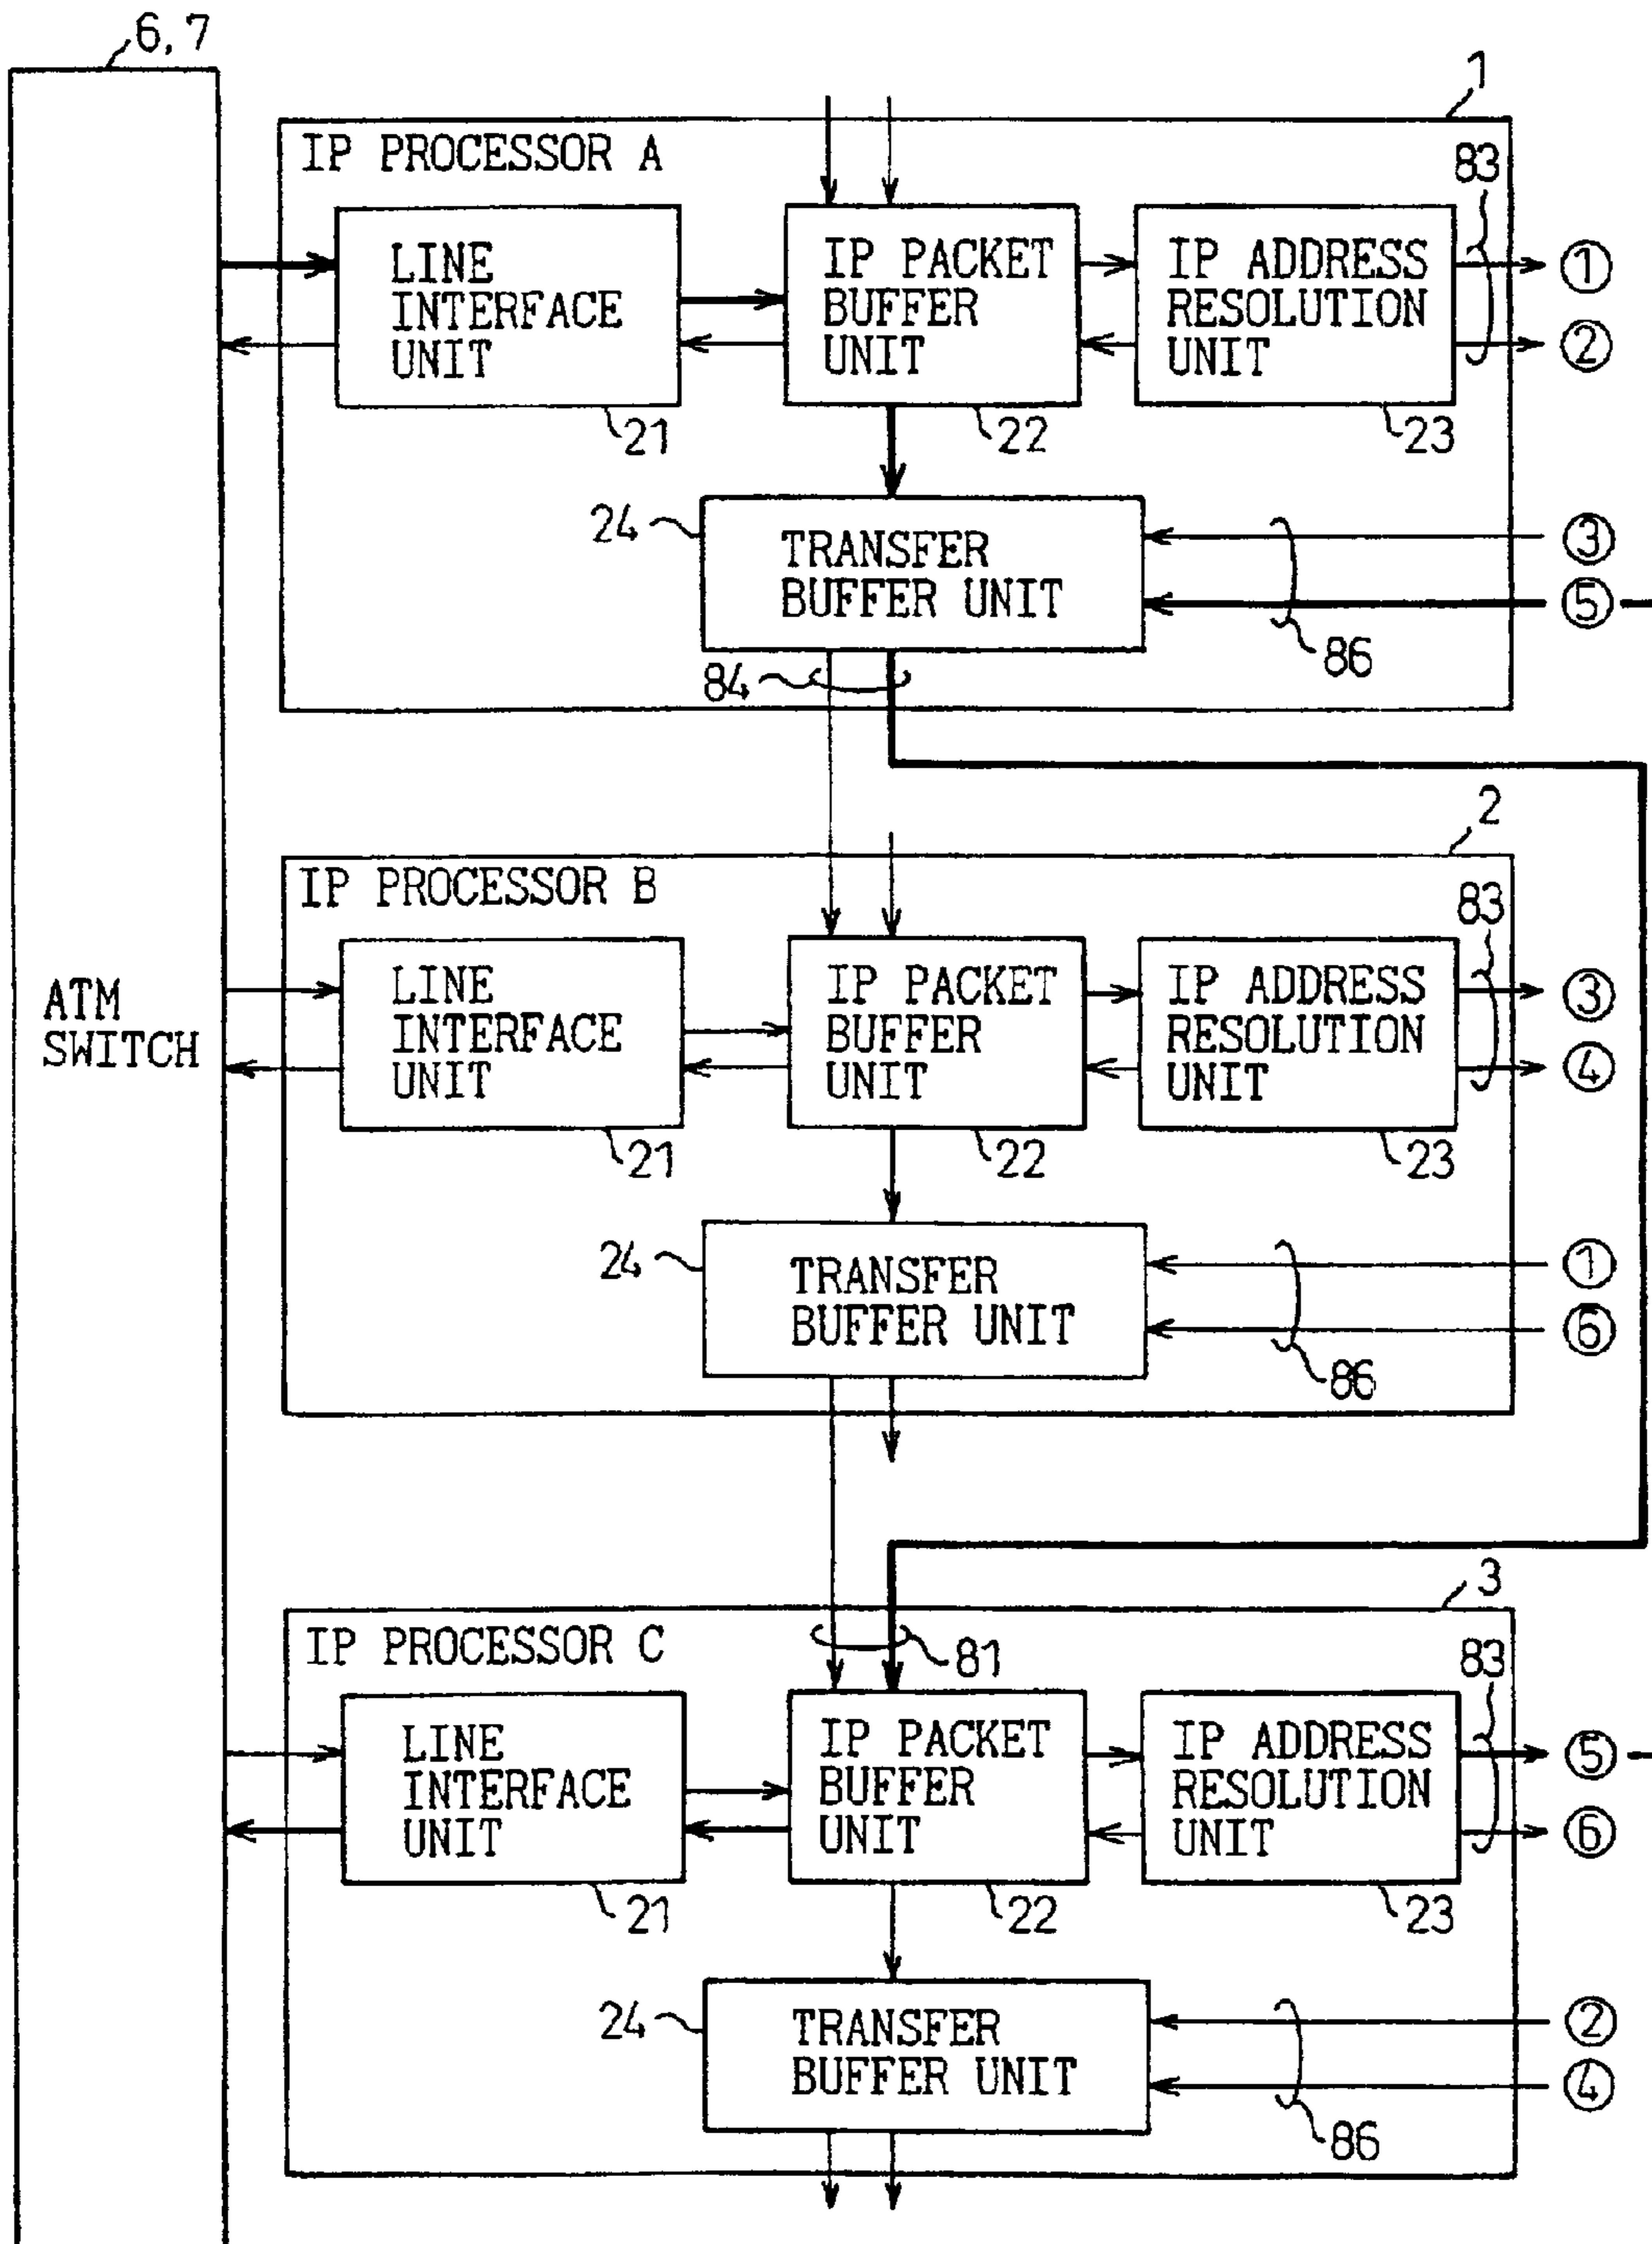 6,7
1
IP PROCESSOR A
83
LINE
INTERFACE
UNIT
IP PACKET
BUFFER
UNIT
IP ADDRESS
RESOLUTION
UNIT
①
②
21
22
23
24
TRANSFER
BUFFER UNIT
③
⑤
86
84
2
IP PROCESSOR B
83
ATM
SWITCH
LINE
INTERFACE
UNIT
IP PACKET
BUFFER
UNIT
IP ADDRESS
RESOLUTION
UNIT
③
④
21
22
23
24
TRANSFER
BUFFER UNIT
①
⑥
86
3
IP PROCESSOR C
81
83
LINE
INTERFACE
UNIT
IP PACKET
BUFFER
UNIT
IP ADDRESS
RESOLUTION
UNIT
⑤
⑥
21
22
23
24
TRANSFER
BUFFER UNIT
②
④
86